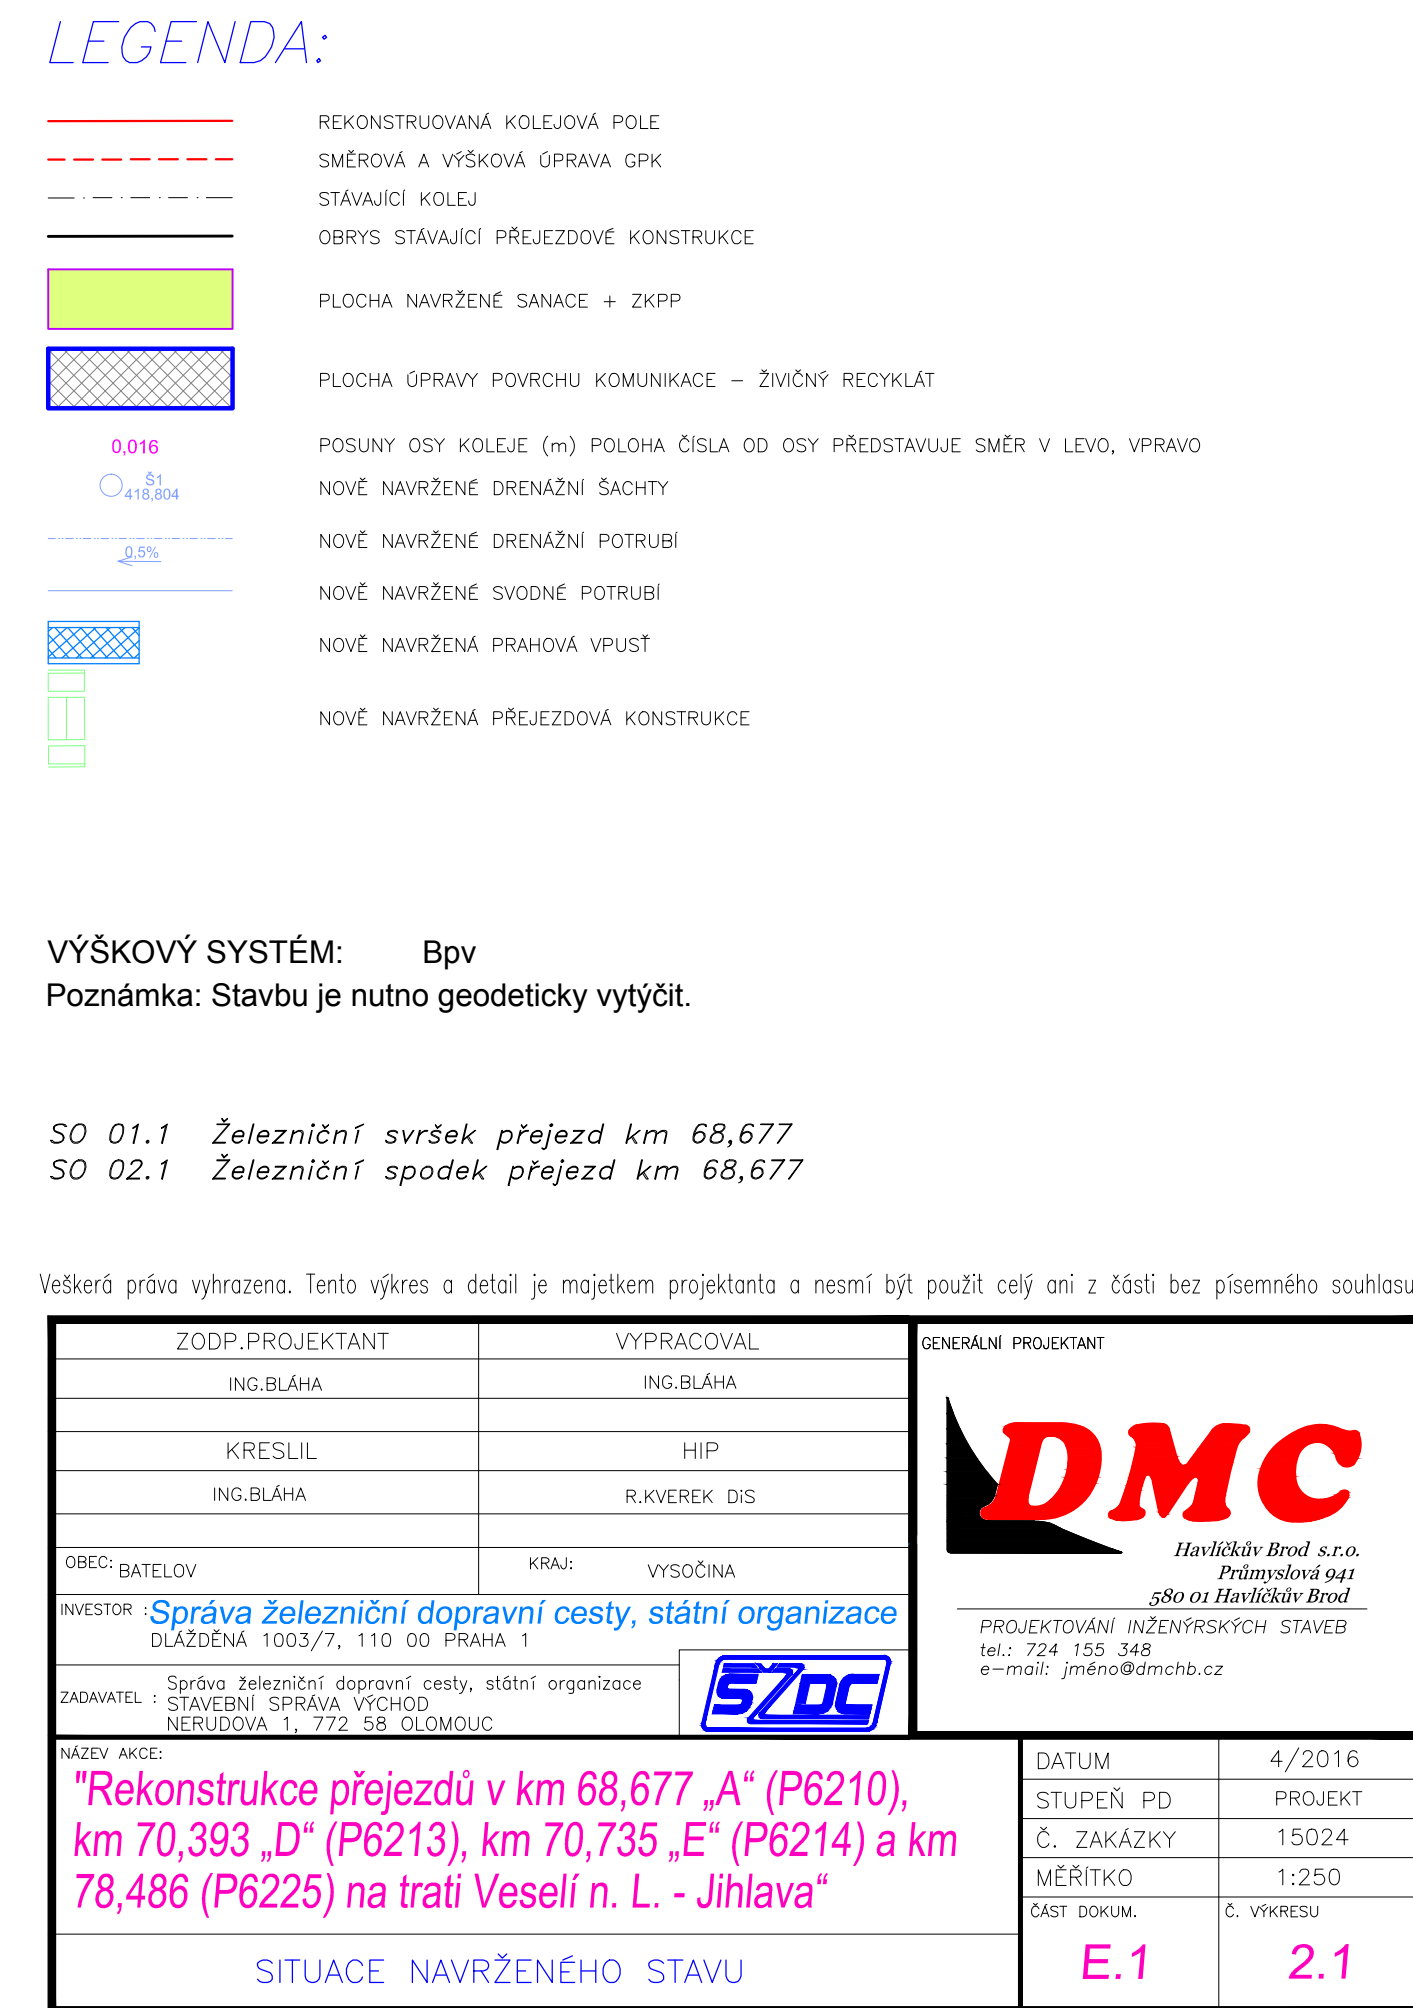 LEGENDA:
REKONSTRUOVANÁ KOLEJOVÁ POLE
SMĚROVÁ A VÝŠKOVÁ ÚPRAVA GPK
STÁVAJÍCÍ KOLEJ
OBRYS STÁVAJÍCÍ PŘEJEZDOVÉ KONSTRUKCE
PLOCHA NAVRŽENÉ SANACE + ZKPP
PLOCHA ÚPRAVY POVRCHU KOMUNIKACE – ŽIVIČNÝ RECYKLÁT
0,016 POSUNY OSY KOLEJE (m) POLOHA ČÍSLA OD OSY PŘEDSTAVUJE SMĚR V LEVO, VPRAVO
Š1
418,804
NOVĚ NAVRŽENÉ DRENÁŽNÍ ŠACHTY
NOVĚ NAVRŽENÉ DRENÁŽNÍ POTRUBÍ
0,5%
NOVĚ NAVRŽENÉ SVODNÉ POTRUBÍ
NOVĚ NAVRŽENÁ PRAHOVÁ VPUSŤ
NOVĚ NAVRŽENÁ PŘEJEZDOVÁ KONSTRUKCE
VÝŠKOVÝ SYSTÉM: Bpv
Poznámka: Stavbu je nutno geodeticky vytýčit.
SO 01.1 Železniční svršek přejezd km 68,677
SO 02.1 Železniční spodek přejezd km 68,677
Veškerá práva vyhrazena. Tento výkres a detail je majetkem projektanta a nesmí být použit celý ani z části bez písemného souhlasu
ZODP.PROJEKTANT VYPRACOVAL
ING.BLÁHA ING.BLÁHA
KRESLIL HIP
ING.BLÁHA R.KVEREK DiS
OBEC: BATELOV KRAJ: VYSOČINA
INVESTOR : Správa železniční dopravní cesty, státní organizace
DLÁŽDĚNÁ 1003/7, 110 00 PRAHA 1
ZADAVATEL : Správa železniční dopravní cesty, státní organizace
STAVEBNÍ SPRÁVA VÝCHOD
NERUDOVA 1, 772 58 OLOMOUC
SŽDC
GENERÁLNÍ PROJEKTANT
DMC
Havlíčkův Brod s.r.o.
Průmyslová 941
580 01 Havlíčkův Brod
PROJEKTOVÁNÍ INŽENÝRSKÝCH STAVEB
tel.: 724 155 348
e–mail: jméno@dmchb.cz
NÁZEV AKCE:
"Rekonstrukce přejezdů v km 68,677 „A“ (P6210),
km 70,393 „D“ (P6213), km 70,735 „E“ (P6214) a km
78,486 (P6225) na trati Veselí n. L. - Jihlava“
SITUACE NAVRŽENÉHO STAVU
DATUM 4/2016
STUPEŇ PD PROJEKT
Č. ZAKÁZKY 15024
MĚŘÍTKO 1:250
ČÁST DOKUM. Č. VÝKRESU
E.1 2.1